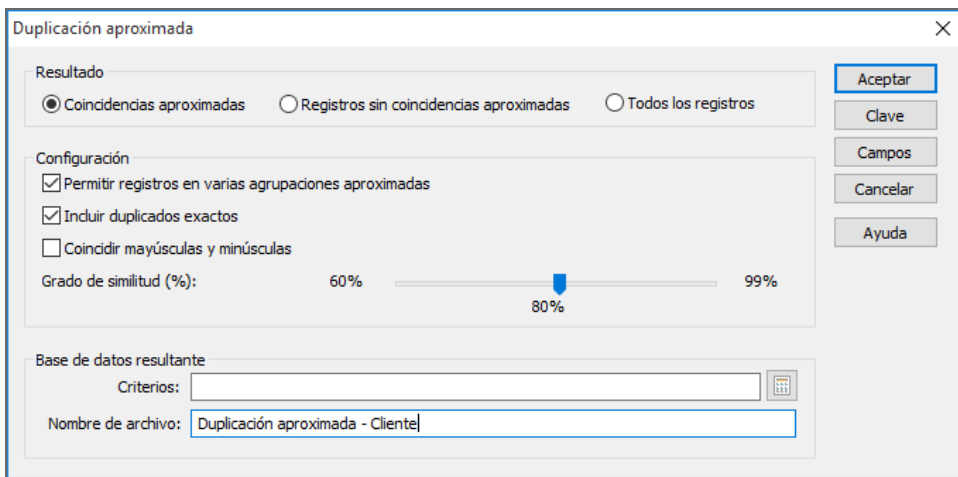 Duplicación aproximada
Resultado
Coincidencias aproximadas Registros sin coincidencias aproximadas Todos los registros
Aceptar
Clave
Configuración
Campos
Permitir registros en varias agrupaciones aproximadas
Cancelar
Incluir duplicados exactos
Ayuda
Coincidir mayúsculas y minúsculas
Grado de similitud (%): 60% 99%
80%
Base de datos resultante
Criterios:
Nombre de archivo: Duplicación aproximada - Cliente